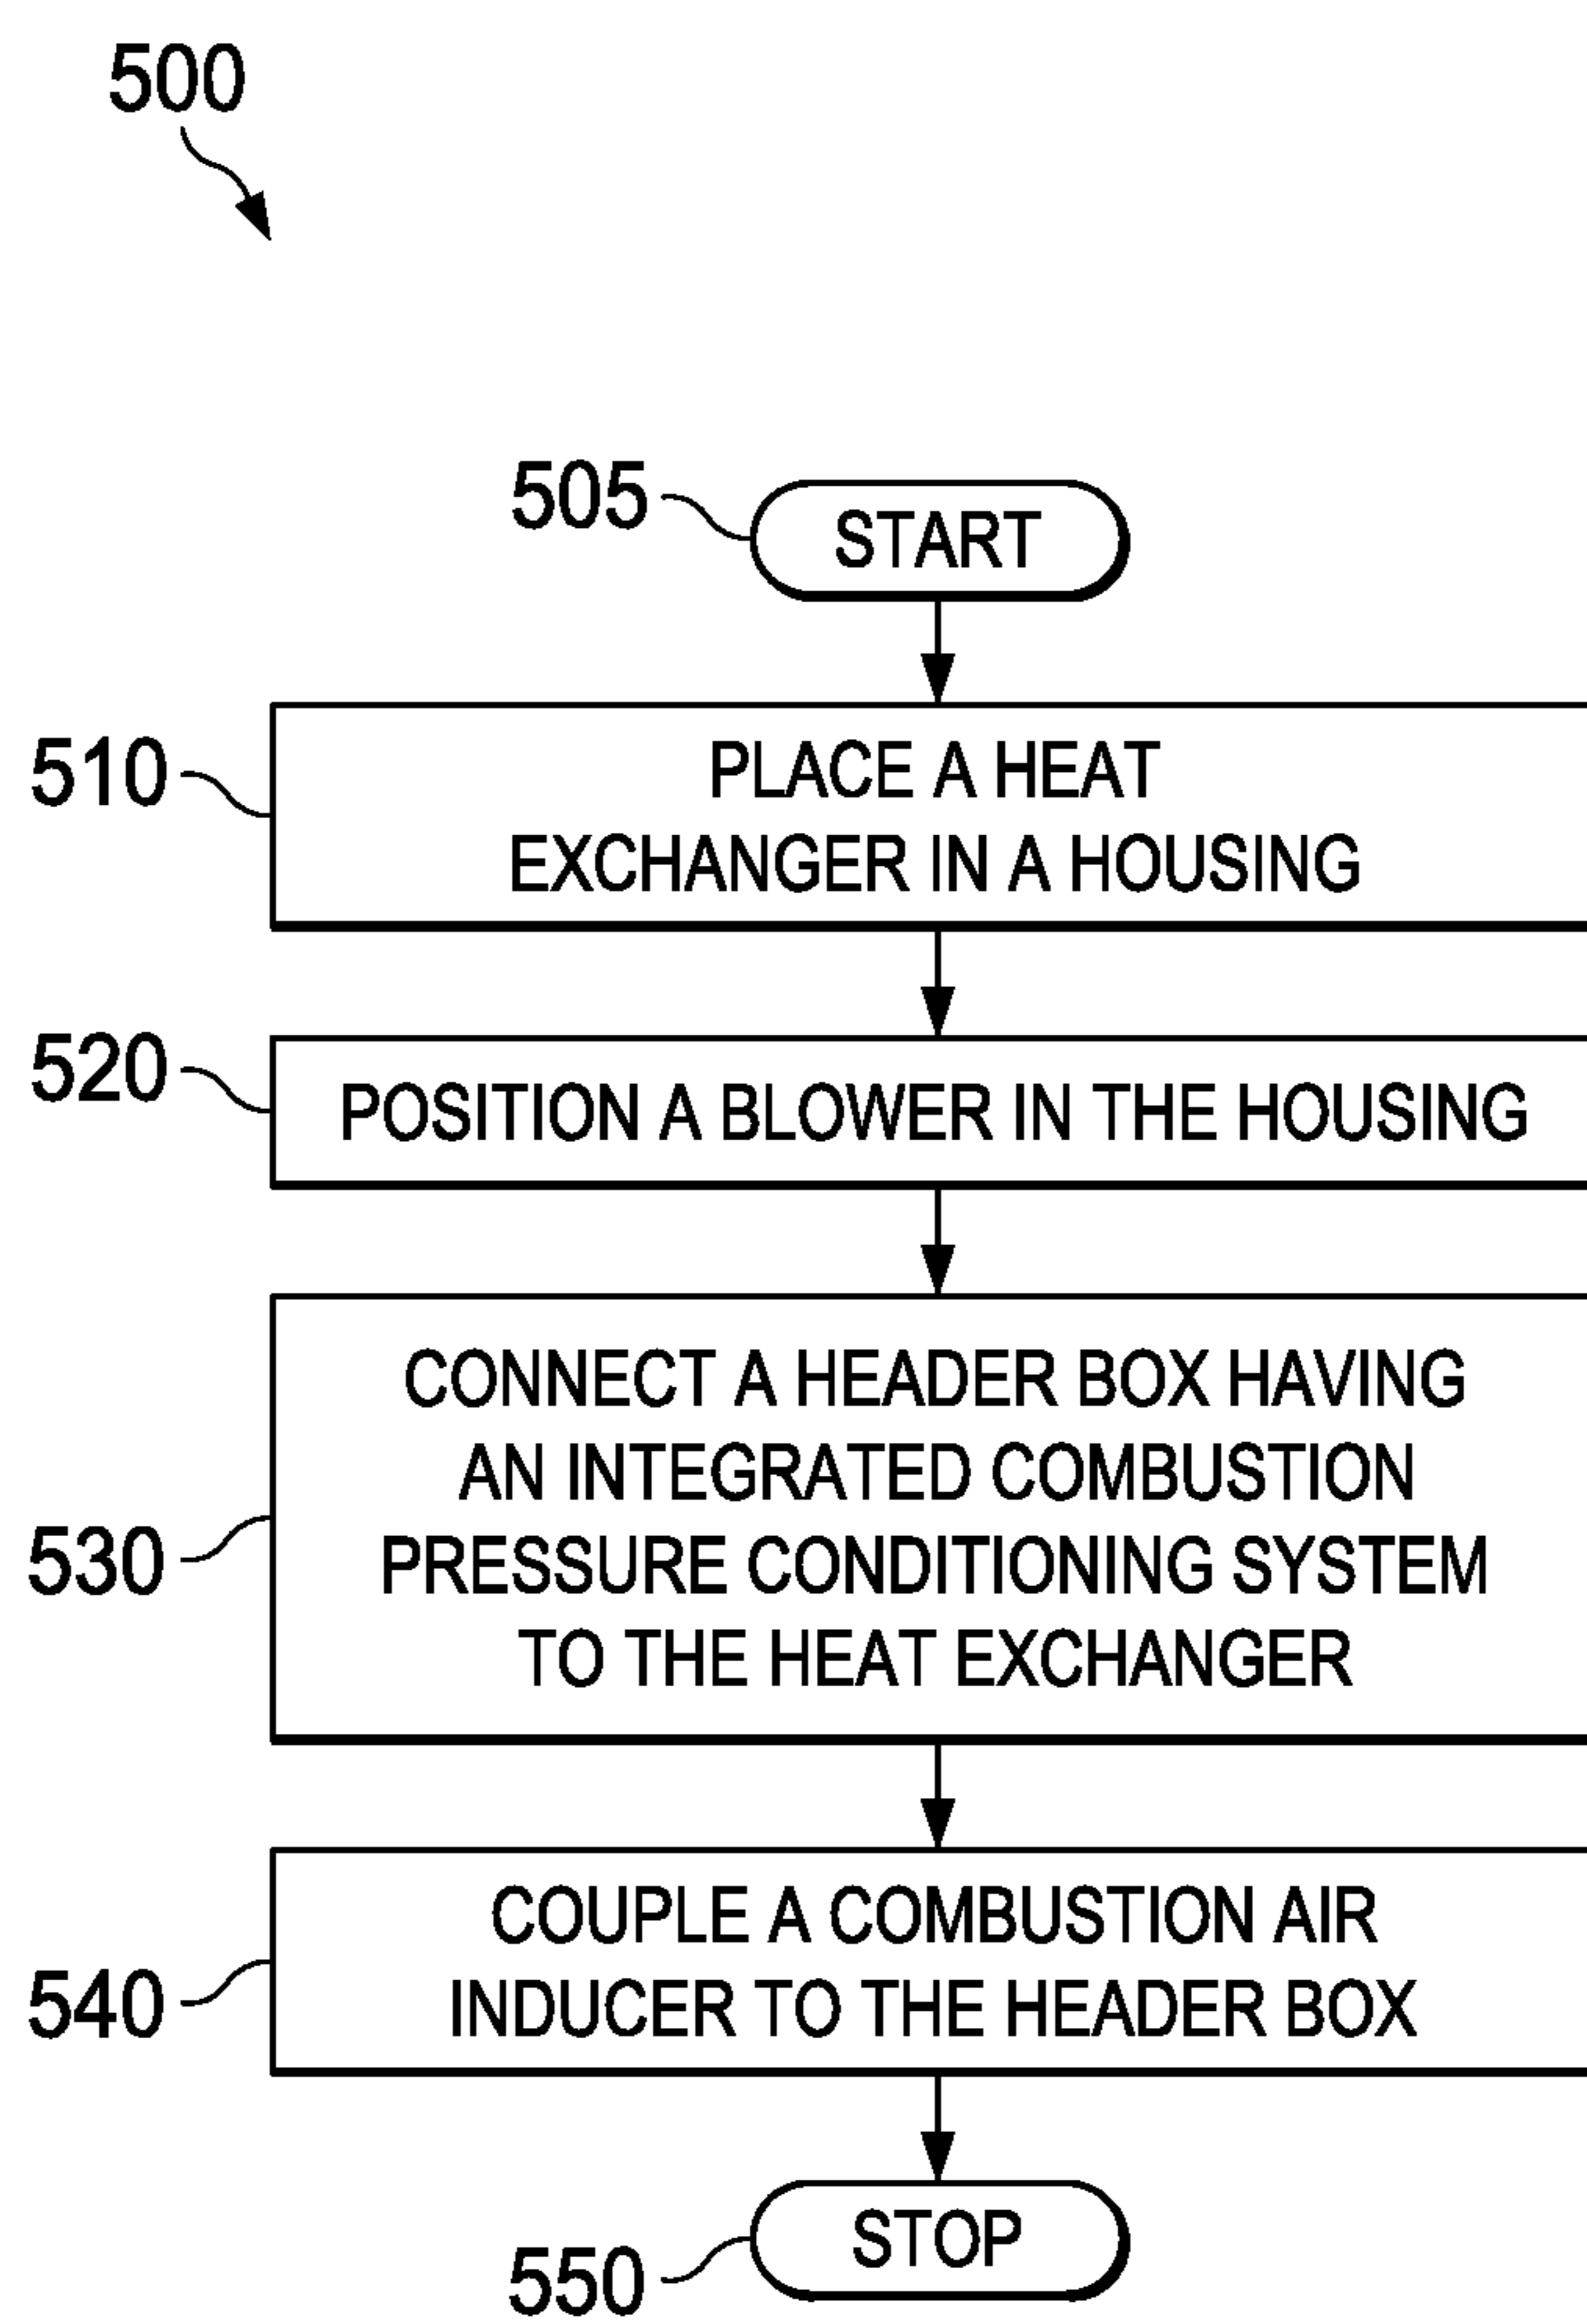 500
505
START
510
PLACE A HEAT
EXCHANGER IN A HOUSING
520
POSITION A BLOWER IN THE HOUSING
530
CONNECT A HEADER BOX HAVING
AN INTEGRATED COMBUSTION
PRESSURE CONDITIONING SYSTEM
TO THE HEAT EXCHANGER
540
COUPLE A COMBUSTION AIR
INDUCER TO THE HEADER BOX
550
STOP